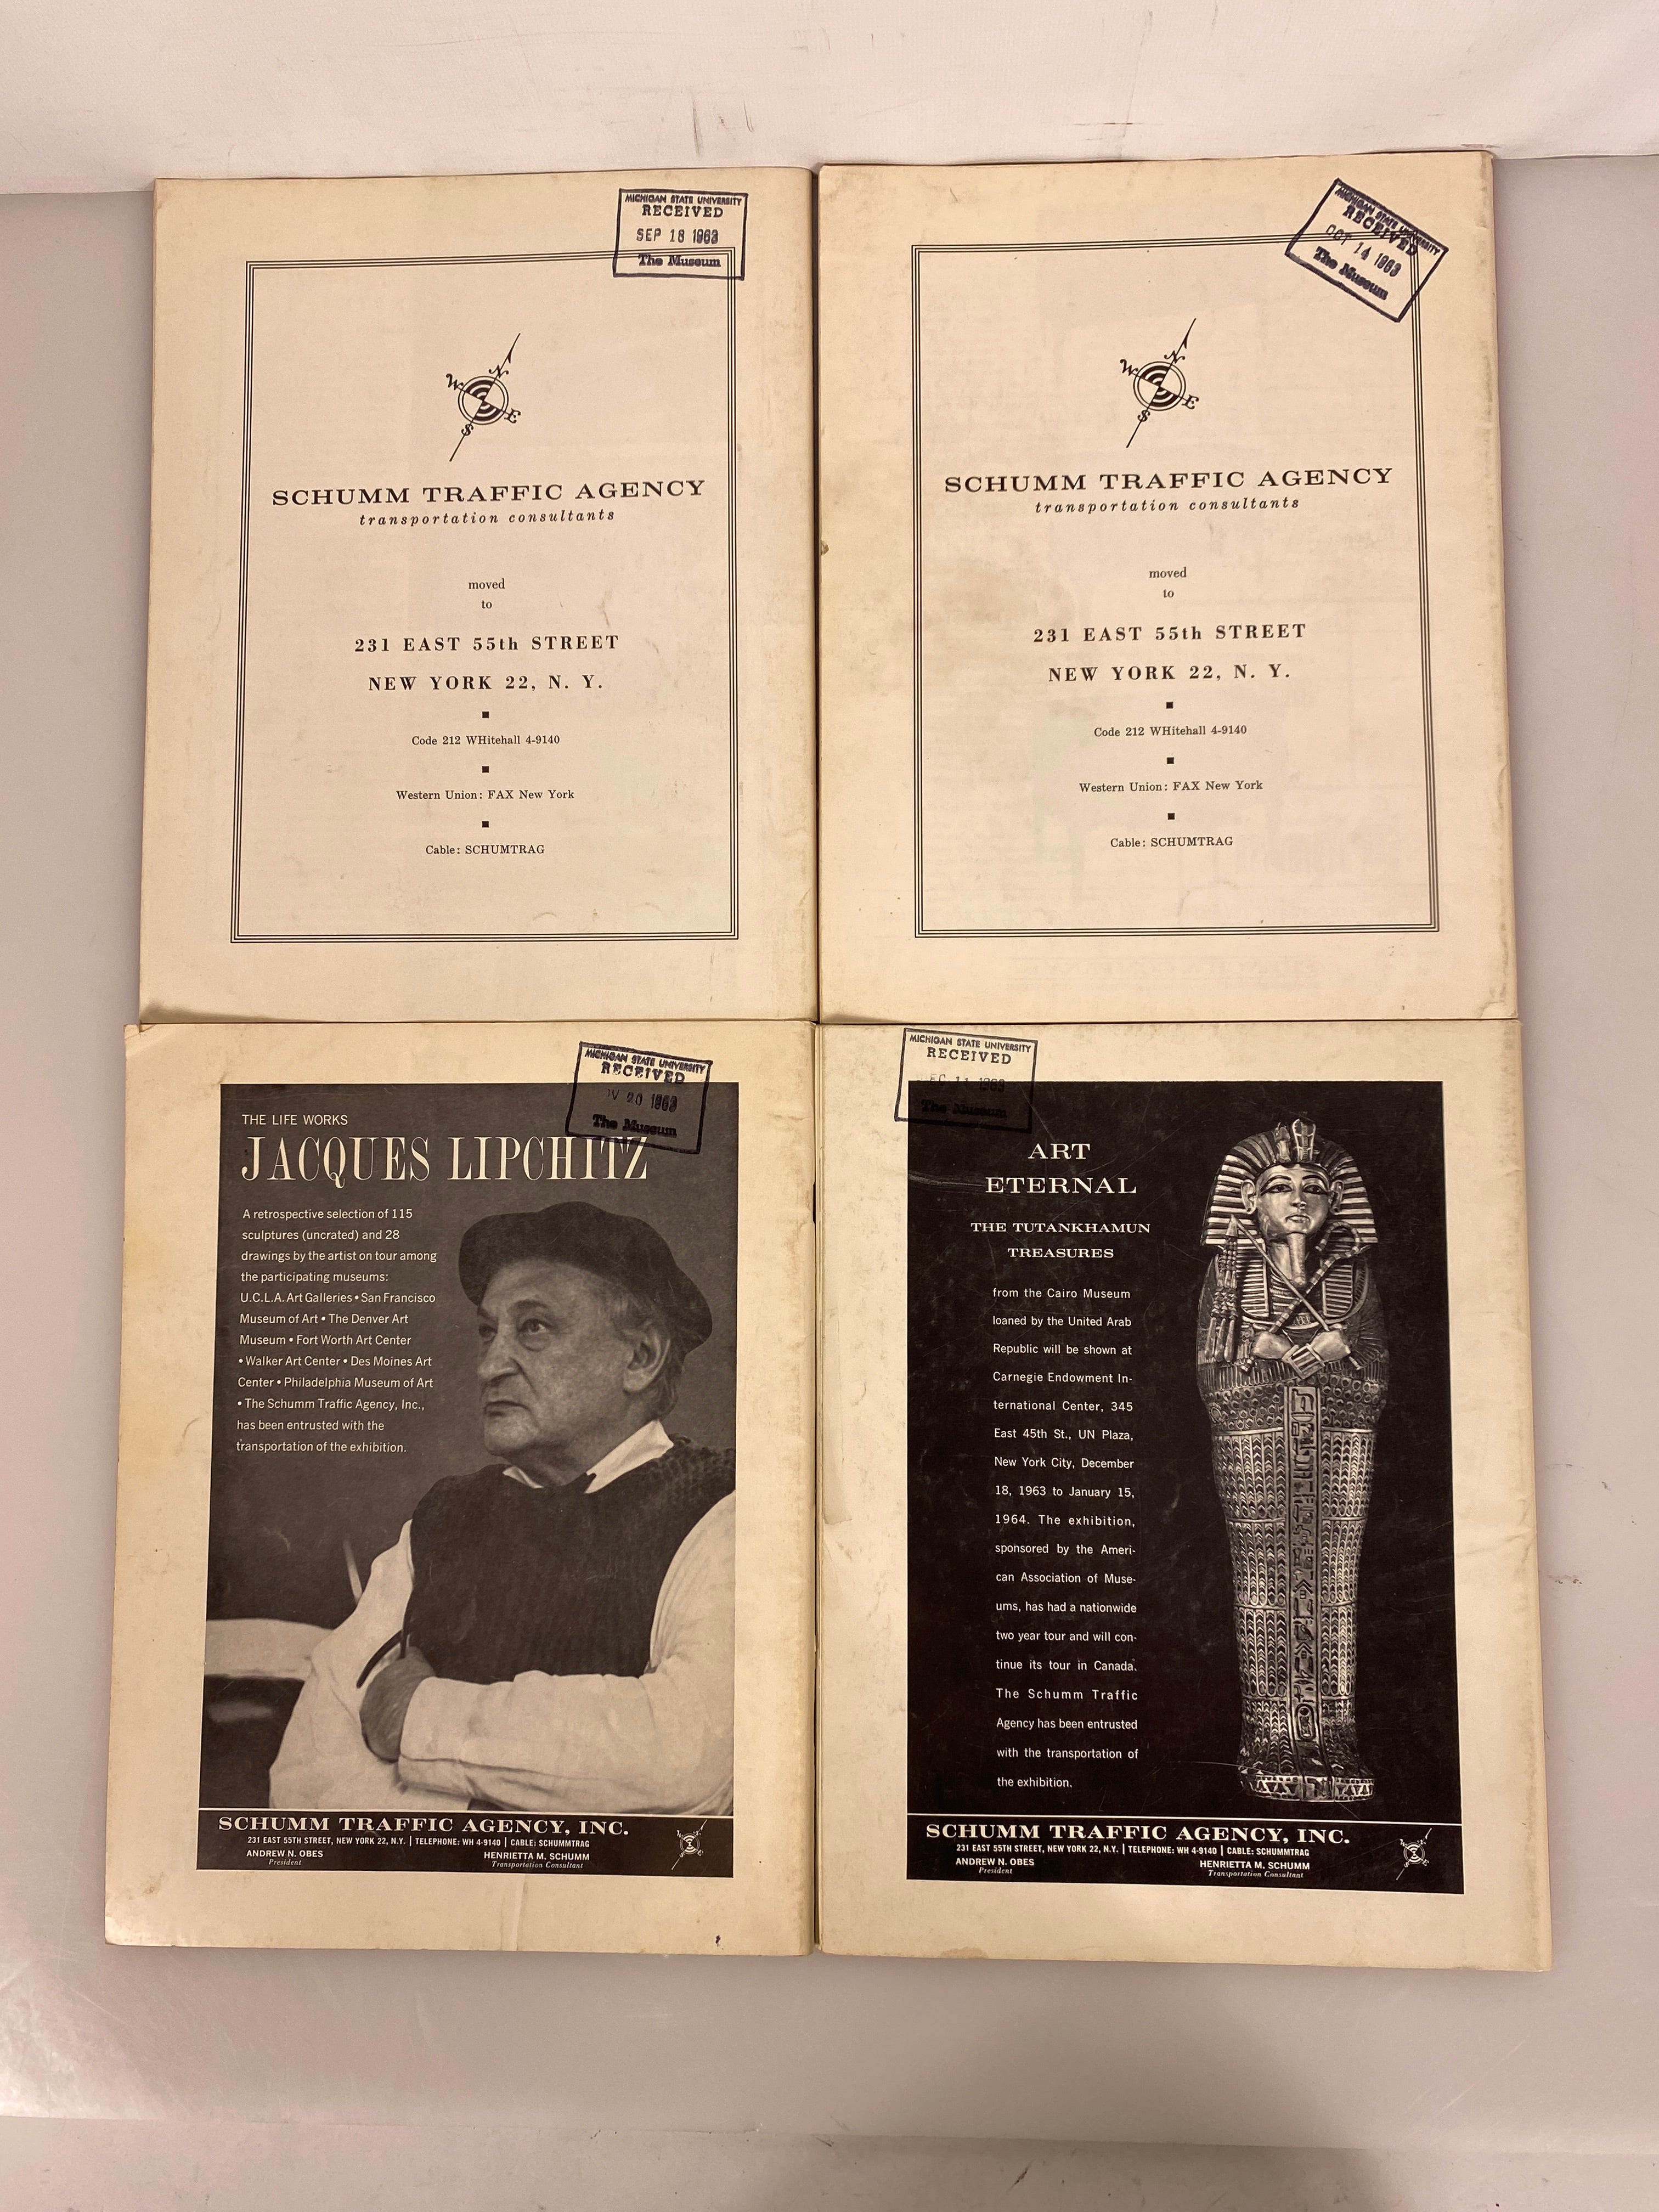 MICHIGAN STATE UNIVERSITY
RECEIVED
SEP 18 1963
The Museum
N
W
E
S
SCHUMM TRAFFIC AGENCY
transportation consultants
moved
to
231 EAST 55th STREET
NEW YORK 22, N. Y.
Code 212 WHitehall 4-9140
Western Union: FAX New York
Cable: SCHUMTRAG
MICHIGAN STATE UNIVERSITY
RECEIVED
OCT 14 1963
The Museum
N
W
E
S
SCHUMM TRAFFIC AGENCY
transportation consultants
moved
to
231 EAST 55th STREET
NEW YORK 22, N. Y.
Code 212 WHitehall 4-9140
Western Union: FAX New York
Cable: SCHUMTRAG
MICHIGAN STATE UNIVERSITY
RECEIVED
20 1963
The Museum
THE LIFE WORKS
JACQUES LIPCHITZ
A retrospective selection of 115
sculptures (uncrated) and 28
drawings by the artist on tour among
the participating museums:
U.C.L.A. Art Galleries • San Francisco
Museum of Art • The Denver Art
Museum • Fort Worth Art Center
• Walker Art Center • Des Moines Art
Center • Philadelphia Museum of Art
• The Schumm Traffic Agency, Inc.,
has been entrusted with the
transportation of the exhibition.
SCHUMM TRAFFIC AGENCY, INC.
231 EAST 55TH STREET, NEW YORK 22, N.Y. | TELEPHONE: WH 4-9140 | CABLE: SCHUMMTRAG
ANDREW N. OBES HENRIETTA M. SCHUMM
President Transportation Consultant
MICHIGAN STATE UNIVERSITY
RECEIVED
11 1963
The Museum
ART
ETERNAL
THE TUTANKHAMUN
TREASURES
from the Cairo Museum
loaned by the United Arab
Republic will be shown at
Carnegie Endowment In-
ternational Center, 345
East 45th St., UN Plaza,
New York City, December
18, 1963 to January 15,
1964. The exhibition,
sponsored by the Ameri-
can Association of Muse-
ums, has had a nationwide
two year tour and will con-
tinue its tour in Canada.
The Schumm Traffic
Agency has been entrusted
with the transportation of
the exhibition.
SCHUMM TRAFFIC AGENCY, INC.
231 EAST 55TH STREET, NEW YORK 22, N.Y. | TELEPHONE: WH 4-9140 | CABLE: SCHUMMTRAG
ANDREW N. OBES HENRIETTA M. SCHUMM
President Transportation Consultant